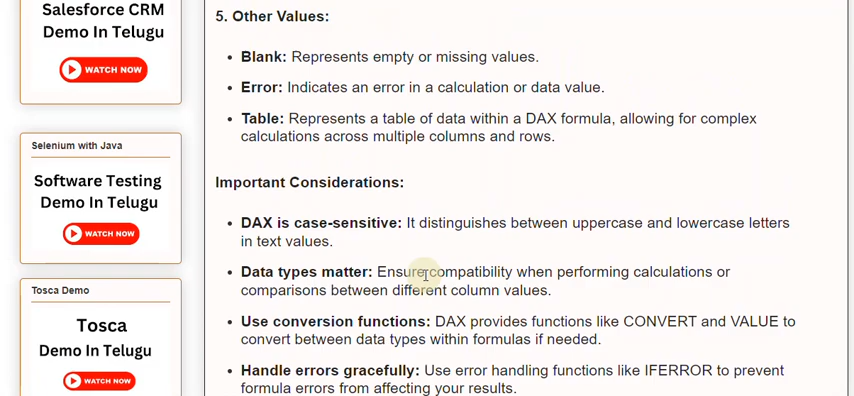 Salesforce CRM
Demo In Telugu
WATCH NOW
Selenium with Java
Software Testing
Demo In Telugu
WATCH NOW
Tosca Demo
Tosca
Demo In Telugu
WATCH NOW
5. Other Values:
Blank: Represents empty or missing values.
Error: Indicates an error in a calculation or data value.
Table: Represents a table of data within a DAX formula, allowing for complex
calculations across multiple columns and rows.
Important Considerations:
DAX is case-sensitive: It distinguishes between uppercase and lowercase letters
in text values.
Data types matter: Ensure compatibility when performing calculations or
comparisons between different column values.
Use conversion functions: DAX provides functions like CONVERT and VALUE to
convert between data types within formulas if needed.
Handle errors gracefully: Use error handling functions like IFERROR to prevent
formula errors from affecting your results.